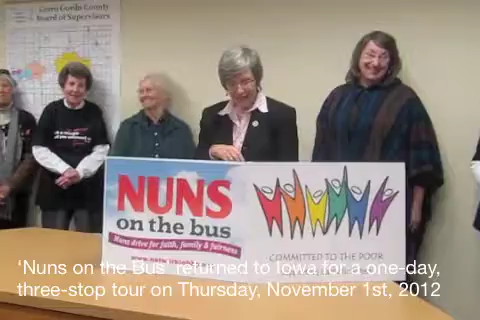 Cerro Gordo County
Board of Supervisors
NUNS
on the bus
Nuns drive for faith, family & fairness
COMMITTED TO THE POOR
'Nuns on the Bus' returned to Iowa for a one-day,
three-stop tour on Thursday, November 1st, 2012